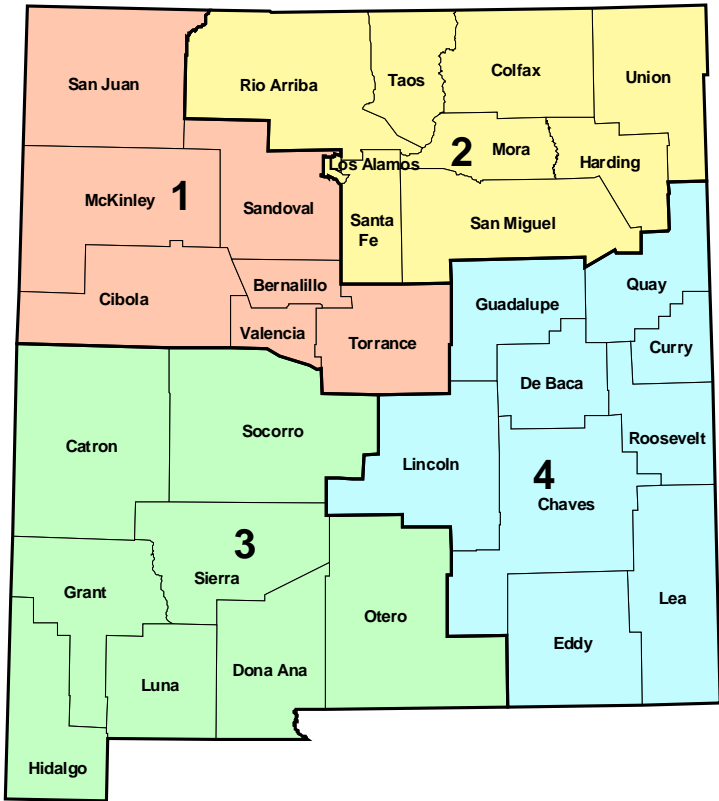 San Juan
Rio Arriba
Taos
Colfax
Union
Los Alamos
2
Mora
Harding
McKinley
1
Sandoval
Santa
Fe
San Miguel
Bernalillo
Cibola
Valencia
Torrance
Guadalupe
Quay
Curry
De Baca
Catron
Socorro
Lincoln
Roosevelt
4
Chaves
3
Sierra
Grant
Otero
Lea
Eddy
Luna
Dona Ana
Hidalgo